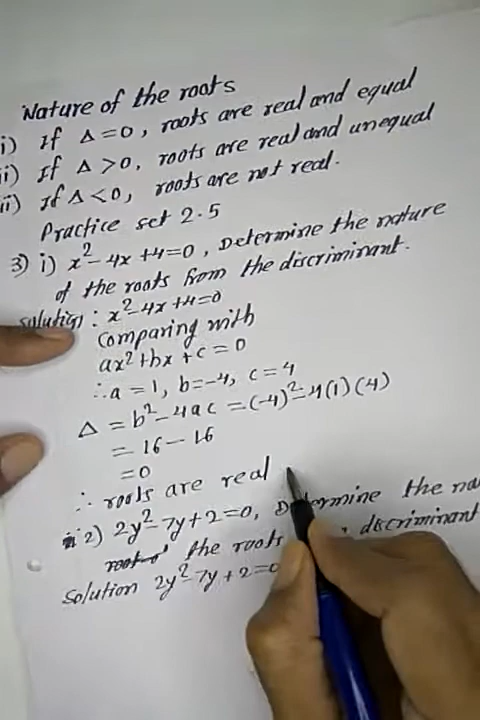 Nature of the roots
i) If Δ=0, roots are real and equal
ii) If Δ>0, roots are real and unequal
ii) If Δ<0, roots are not real.
Practice set 2.5
3) i) x²-4x+4=0, Determine the nature
of the roots from the discriminant.
Solution: x²-4x+4=0
Comparing with
ax²+bx+c=0
∴a=1, b=-4, c=4
Δ=b²-4ac=(-4)²-4(1)(4)
=16-16
=0
∴ roots are real
2) 2y²-7y+2=0, the
the roots discriminant
Solution 2y²-7y+2=0